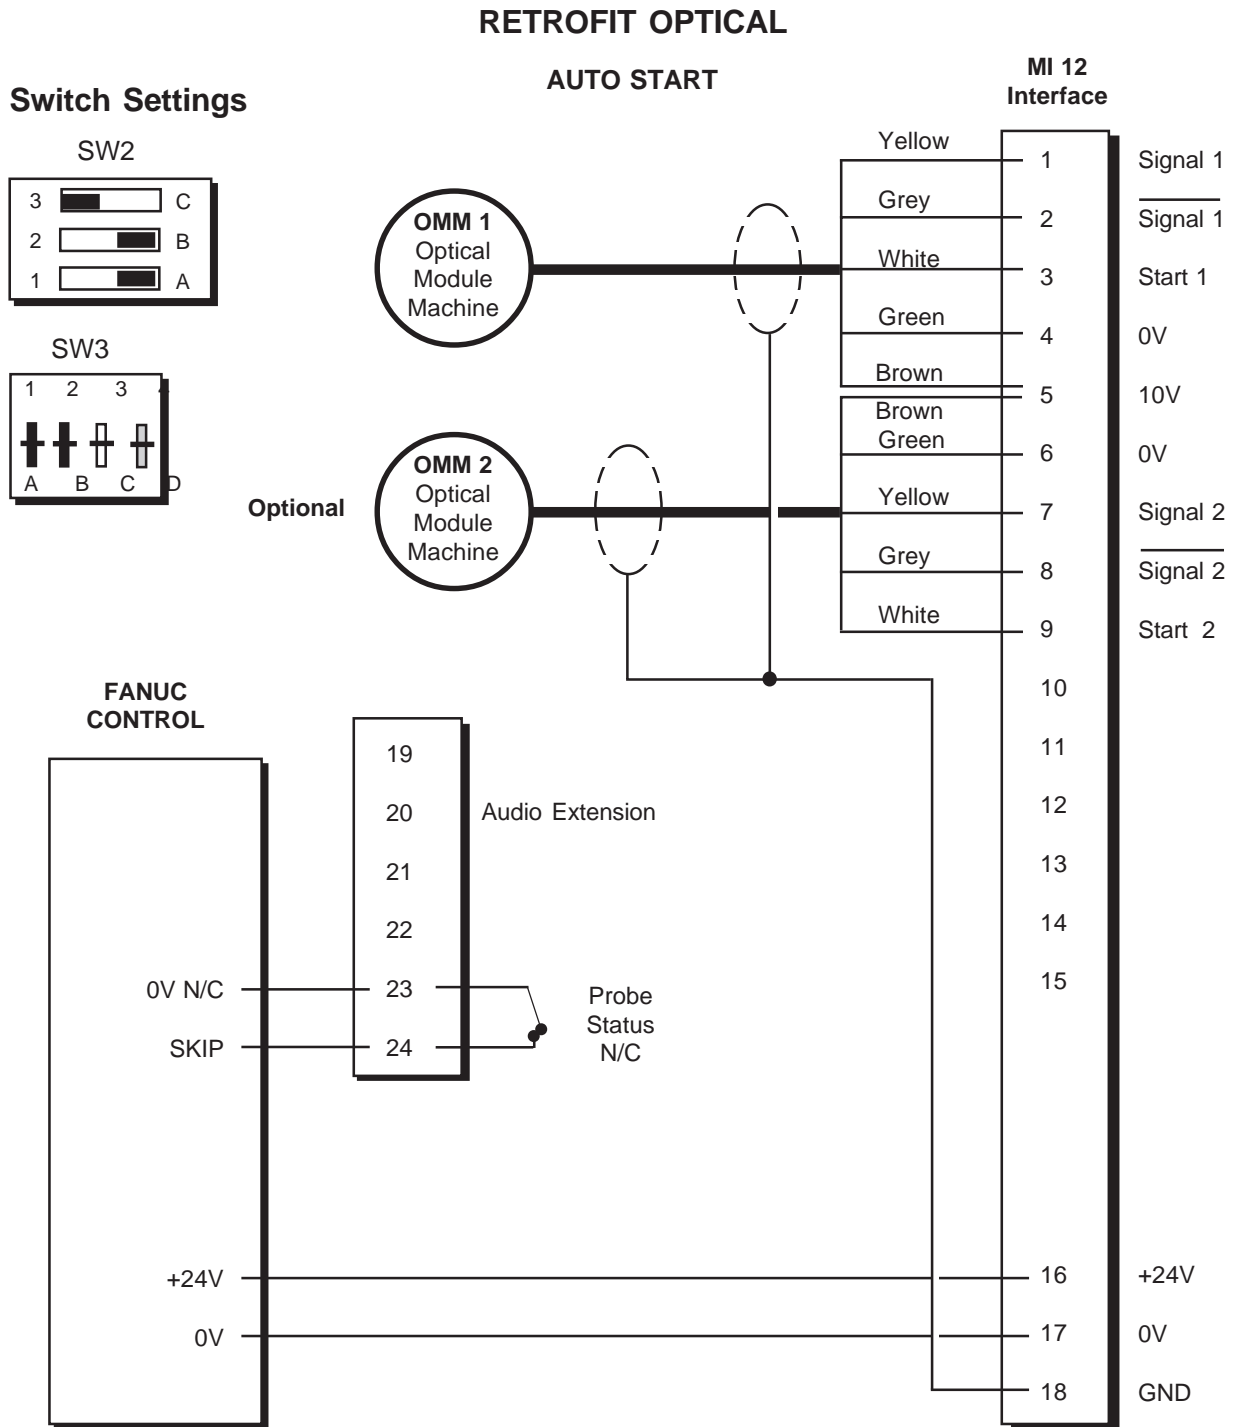 RETROFIT OPTICAL
AUTO START
MI 12
Interface
Switch Settings
SW2
3 C
2 B
1 A
SW3
1 2 3 4
A B C D
OMM 1
Optical
Module
Machine
Optional
OMM 2
Optical
Module
Machine
Yellow 1 Signal 1
Grey 2 Signal 1
White 3 Start 1
Green 4 0V
Brown 5 10V
Brown
Green 6 0V
Yellow 7 Signal 2
Grey 8 Signal 2
White 9 Start 2
10
11
12
13
14
15
16 +24V
17 0V
18 GND
FANUC
CONTROL
0V N/C
SKIP
+24V
0V
19
20 Audio Extension
21
22
23
24
Probe
Status
N/C